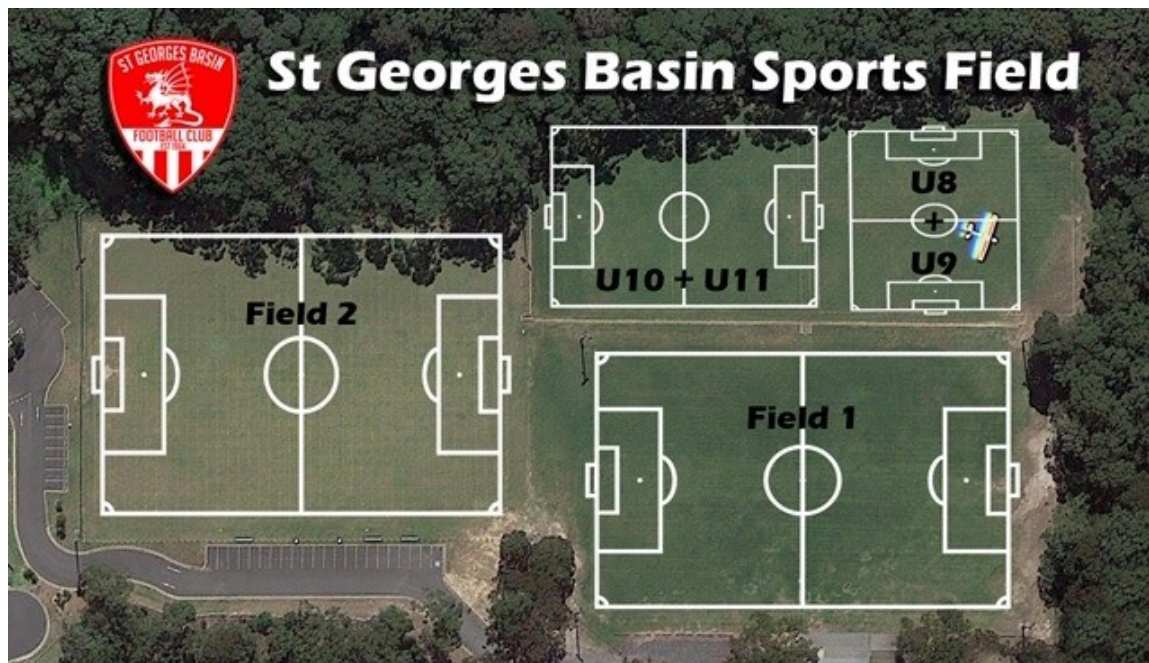 ST GEORGES BASIN
FOOTBALL CLUB
St Georges Basin Sports Field
U8
+
U9
U10 + U11
Field 2
Field 1